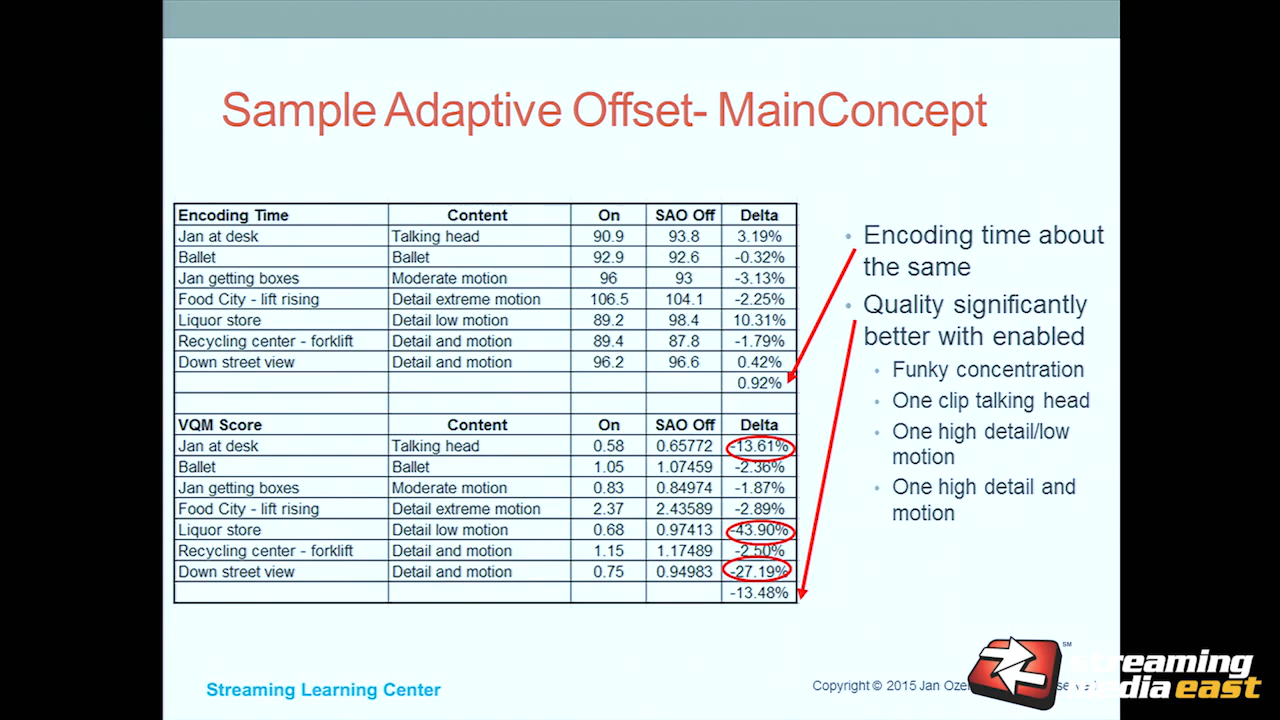 Sample Adaptive Offset- MainConcept
Encoding Time Content On SAO Off Delta
Jan at desk Talking head 90.9 93.8 3.19%
Ballet Ballet 92.9 92.6 -0.32%
Jan getting boxes Moderate motion 96 93 -3.13%
Food City - lift rising Detail extreme motion 106.5 104.1 -2.25%
Liquor store Detail low motion 89.2 98.4 10.31%
Recycling center - forklift Detail and motion 89.4 87.8 -1.79%
Down street view Detail and motion 96.2 96.6 0.42%
0.92%
VQM Score Content On SAO Off Delta
Jan at desk Talking head 0.58 0.65772 -13.61%
Ballet Ballet 1.05 1.07459 -2.36%
Jan getting boxes Moderate motion 0.83 0.84974 -1.87%
Food City - lift rising Detail extreme motion 2.37 2.43589 -2.89%
Liquor store Detail low motion 0.68 0.97413 -43.90%
Recycling center - forklift Detail and motion 1.15 1.17489 -2.50%
Down street view Detail and motion 0.75 0.94983 -27.19%
-13.48%
• Encoding time about
the same
• Quality significantly
better with enabled
• Funky concentration
• One clip talking head
• One high detail/low
motion
• One high detail and
motion
Streaming Learning Center
Copyright © 2015 Jan
SM
streaming
media east